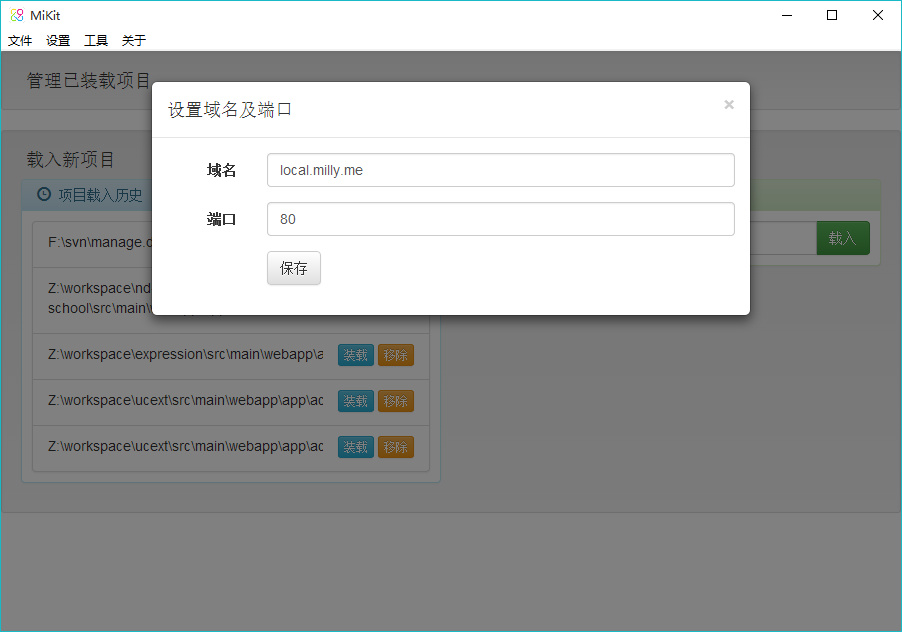 MiKit
文件 设置 工具 关于
管理已装载项目
设置域名及端口
×
域名 local.milly.me
端口 80
保存
载入新项目
项目载入历史
F:\svn\manage.
Z:\workspace\nd
school\src\main\
载入
Z:\workspace\expression\src\main\webapp\a 装载 移除
Z:\workspace\ucext\src\main\webapp\app\ac 装载 移除
Z:\workspace\ucext\src\main\webapp\app\ac 装载 移除